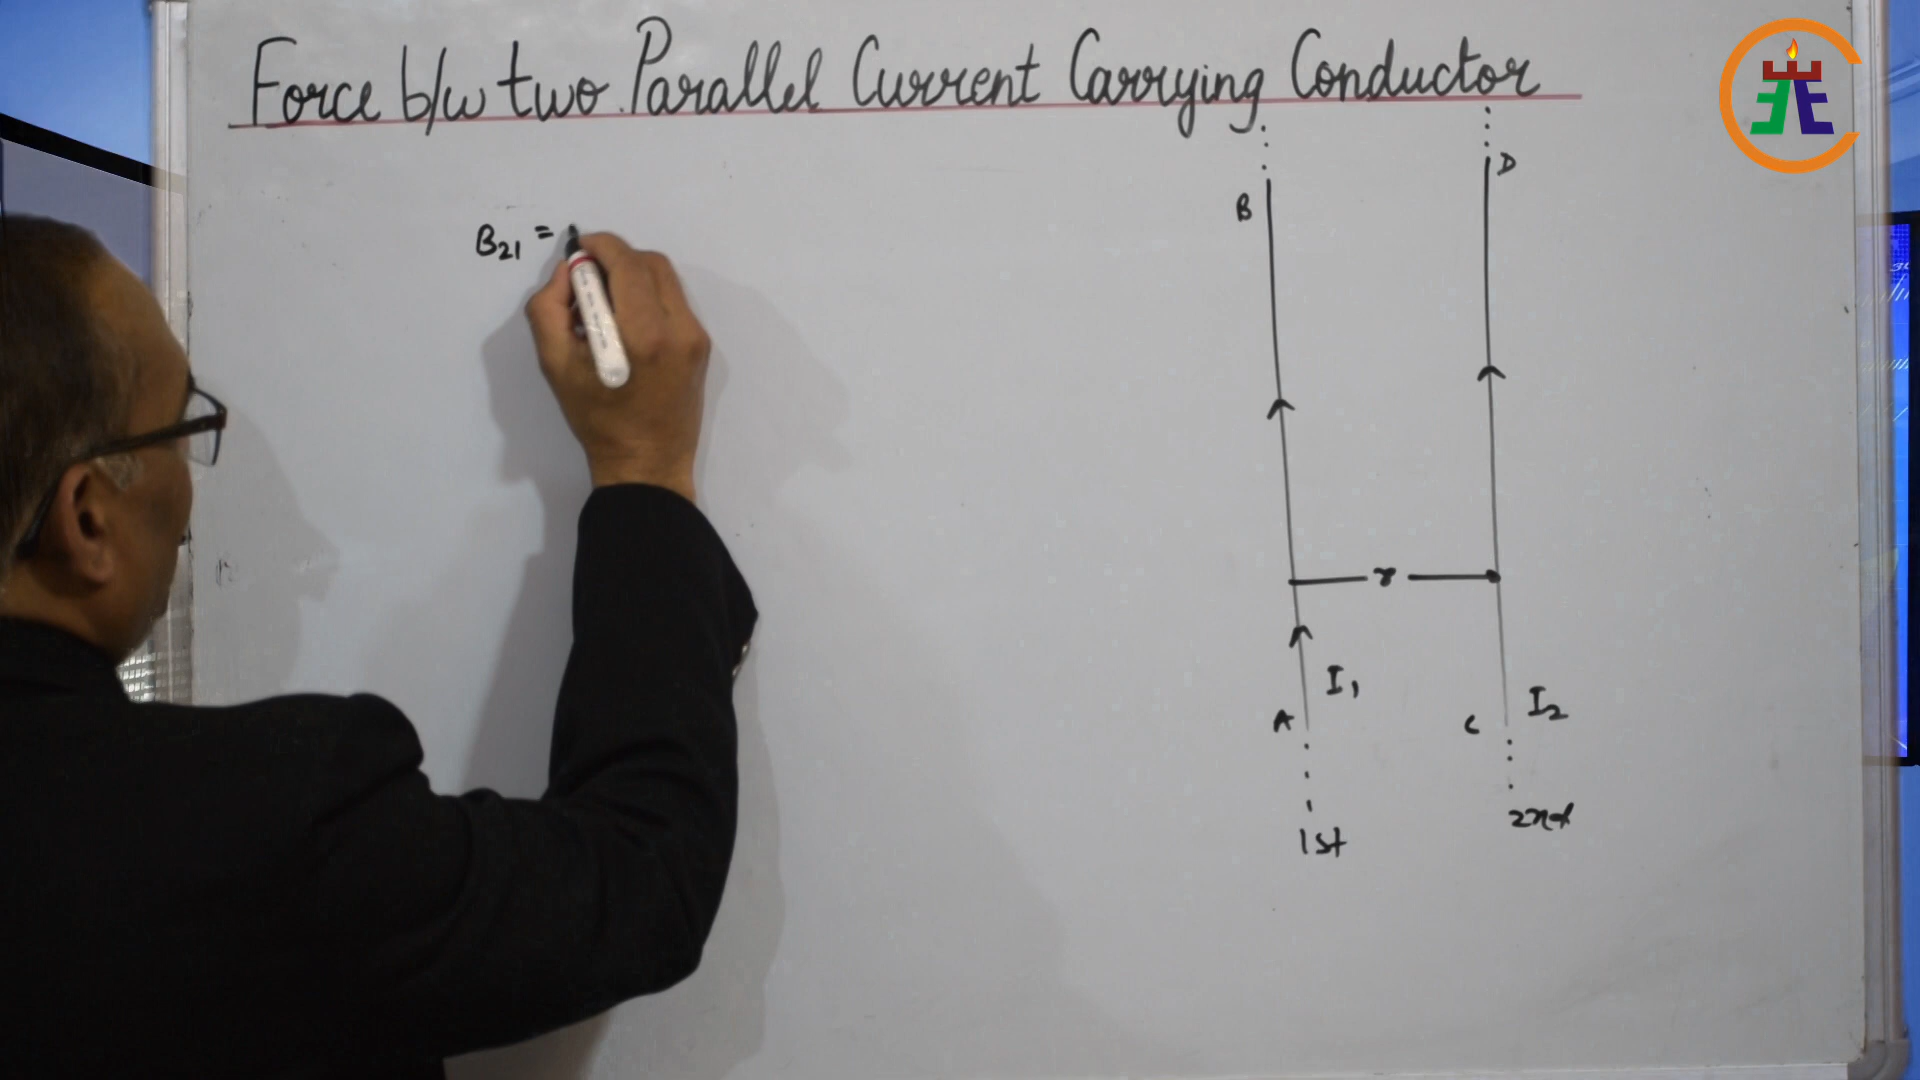 Force b/w two Parallel Current Carrying Conductor
B21 =
B
D
r
I1
I2
A
C
1st
2nd